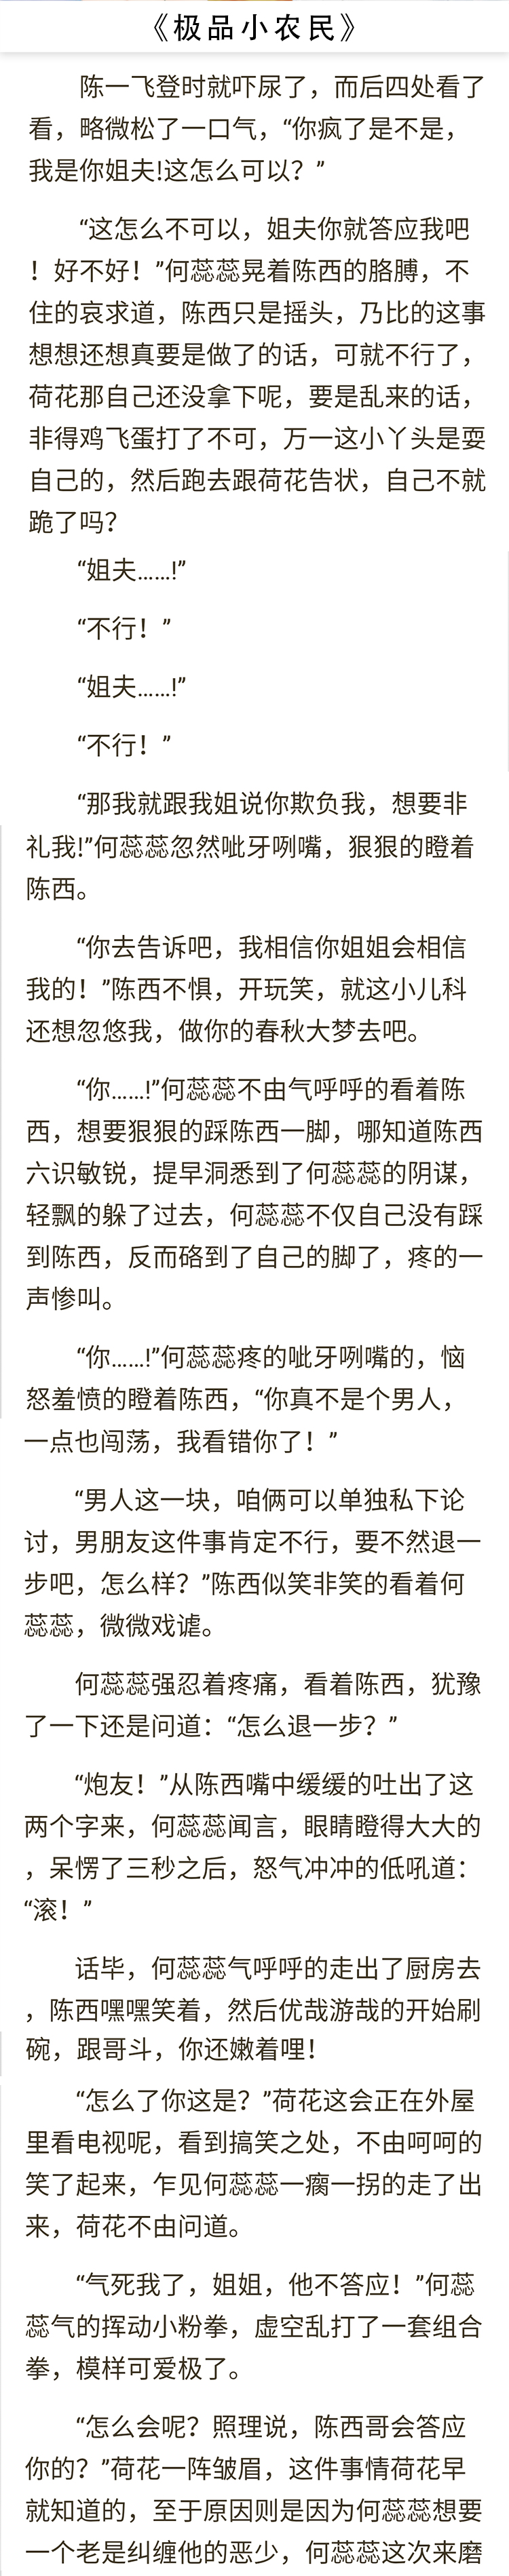 《极品小农民》
陈一飞登时就吓尿了，而后四处看了
看，略微松了一口气，“你疯了是不是，
我是你姐夫!这怎么可以？”
“这怎么不可以，姐夫你就答应我吧
！好不好！”何蕊蕊晃着陈西的胳膊，不
住的哀求道，陈西只是摇头，乃比的这事
想想还想真要是做了的话，可就不行了，
荷花那自己还没拿下呢，要是乱来的话，
非得鸡飞蛋打了不可，万一这小丫头是耍
自己的，然后跑去跟荷花告状，自己不就
跪了吗？
“姐夫……!”
“不行！”
“姐夫……!”
“不行！”
“那我就跟我姐说你欺负我，想要非
礼我!”何蕊蕊忽然呲牙咧嘴，狠狠的瞪着
陈西。
“你去告诉吧，我相信你姐姐会相信
我的！”陈西不惧，开玩笑，就这小儿科
还想忽悠我，做你的春秋大梦去吧。
“你……!”何蕊蕊不由气呼呼的看着陈
西，想要狠狠的踩陈西一脚，哪知道陈西
六识敏锐，提早洞悉到了何蕊蕊的阴谋，
轻飘的躲了过去，何蕊蕊不仅自己没有踩
到陈西，反而硌到了自己的脚了，疼的一
声惨叫。
“你……!”何蕊蕊疼的呲牙咧嘴的，恼
怒羞愤的瞪着陈西，“你真不是个男人，
一点也闯荡，我看错你了！”
“男人这一块，咱俩可以单独私下论
讨，男朋友这件事肯定不行，要不然退一
步吧，怎么样？”陈西似笑非笑的看着何
蕊蕊，微微戏谑。
何蕊蕊强忍着疼痛，看着陈西，犹豫
了一下还是问道：“怎么退一步？”
“炮友！”从陈西嘴中缓缓的吐出了这
两个字来，何蕊蕊闻言，眼睛瞪得大大的
，呆愣了三秒之后，怒气冲冲的低吼道：
“滚！”
话毕，何蕊蕊气呼呼的走出了厨房去
，陈西嘿嘿笑着，然后优哉游哉的开始刷
碗，跟哥斗，你还嫩着哩！
“怎么了你这是？”荷花这会正在外屋
里看电视呢，看到搞笑之处，不由呵呵的
笑了起来，乍见何蕊蕊一瘸一拐的走了出
来，荷花不由问道。
“气死我了，姐姐，他不答应！”何蕊
蕊气的挥动小粉拳，虚空乱打了一套组合
拳，模样可爱极了。
“怎么会呢？照理说，陈西哥会答应
你的？”荷花一阵皱眉，这件事情荷花早
就知道的，至于原因则是因为何蕊蕊想要
一个老是纠缠他的恶少，何蕊蕊这次来磨